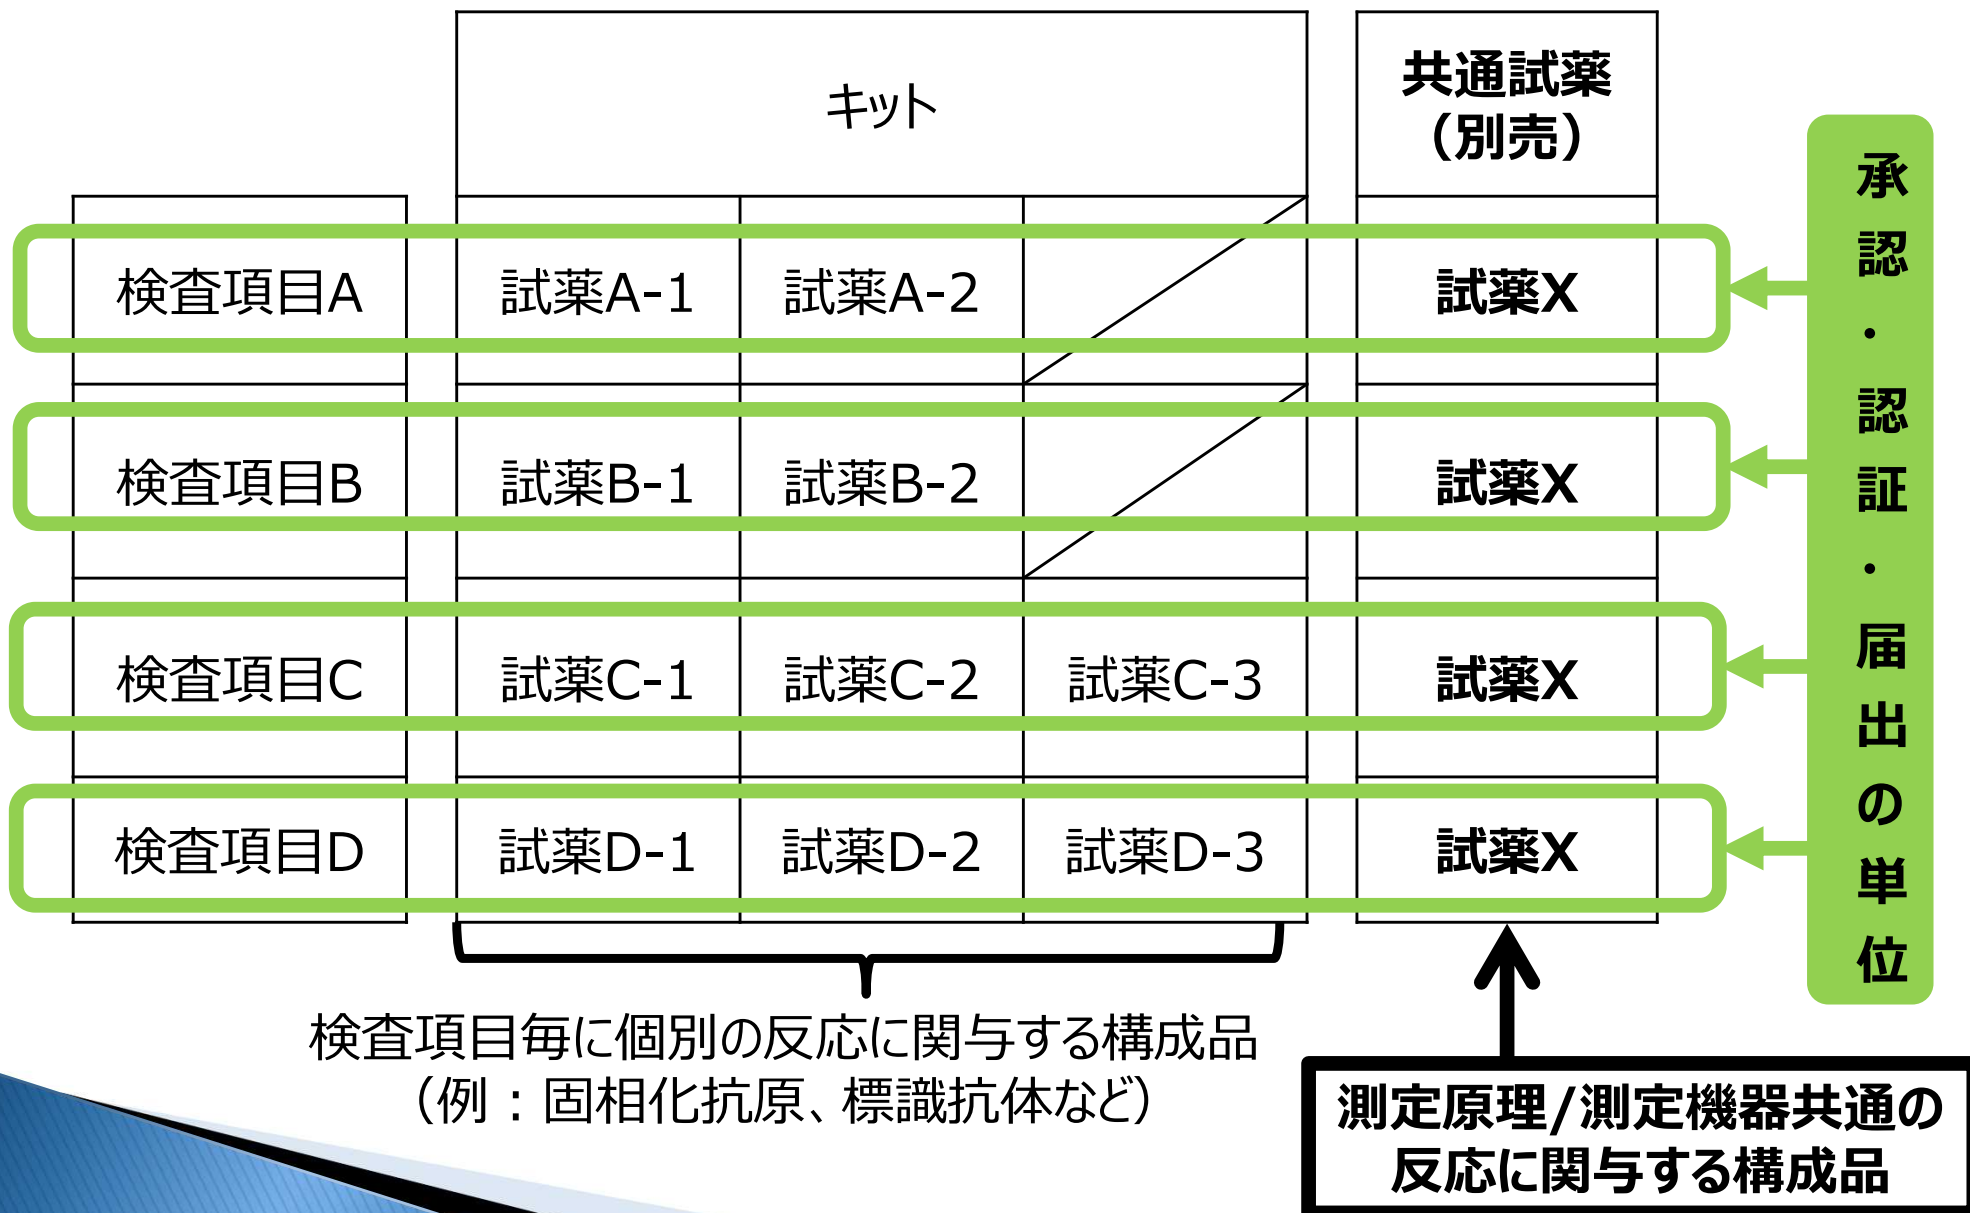 キット
共通試薬
（別売）
検査項目A 試薬A-1 試薬A-2 試薬X
検査項目B 試薬B-1 試薬B-2 試薬X
検査項目C 試薬C-1 試薬C-2 試薬C-3 試薬X
検査項目D 試薬D-1 試薬D-2 試薬D-3 試薬X
承認・認証・届出の単位
検査項目毎に個別の反応に関与する構成品
（例：固相化抗原、標識抗体など）
測定原理/測定機器共通の
反応に関与する構成品